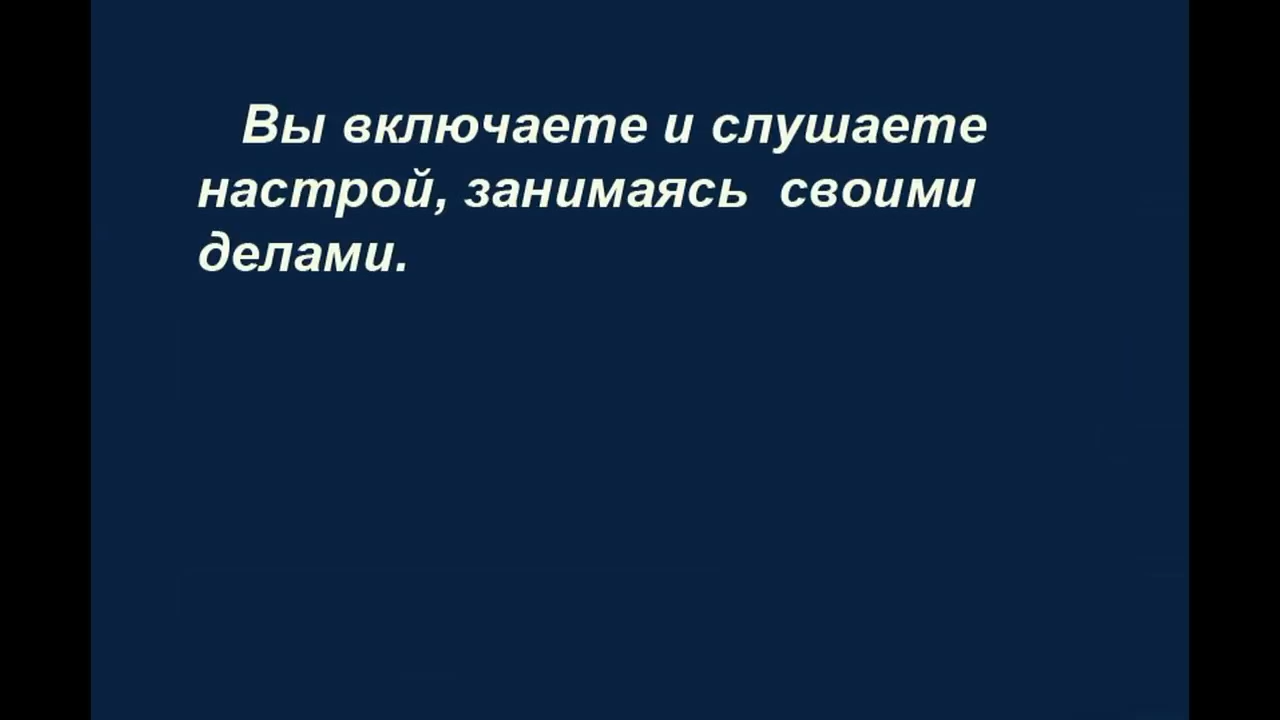 Вы включаете и слушаете
настрой, занимаясь своими
делами.